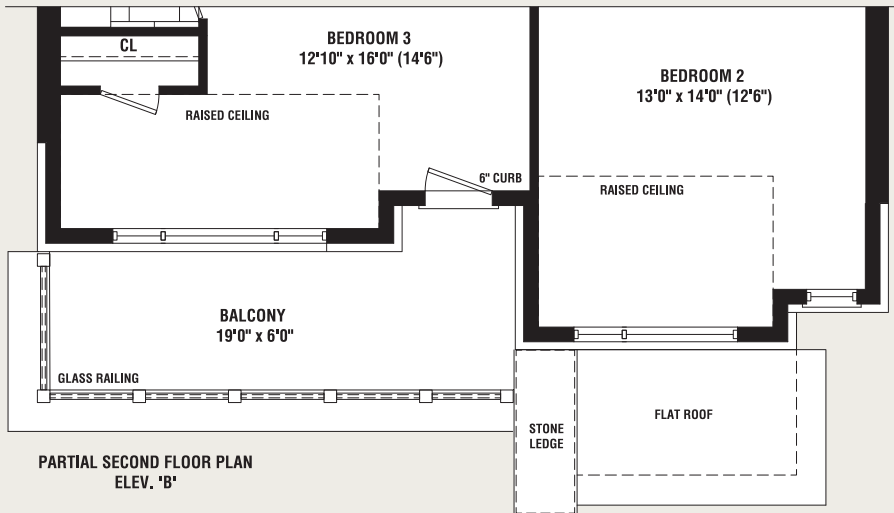 CL
BEDROOM 3
12'10" x 16'0" (14'6")
RAISED CEILING
6" CURB
BEDROOM 2
13'0" x 14'0" (12'6")
RAISED CEILING
BALCONY
19'0" x 6'0"
GLASS RAILING
STONE
LEDGE
FLAT ROOF
PARTIAL SECOND FLOOR PLAN
ELEV. 'B'